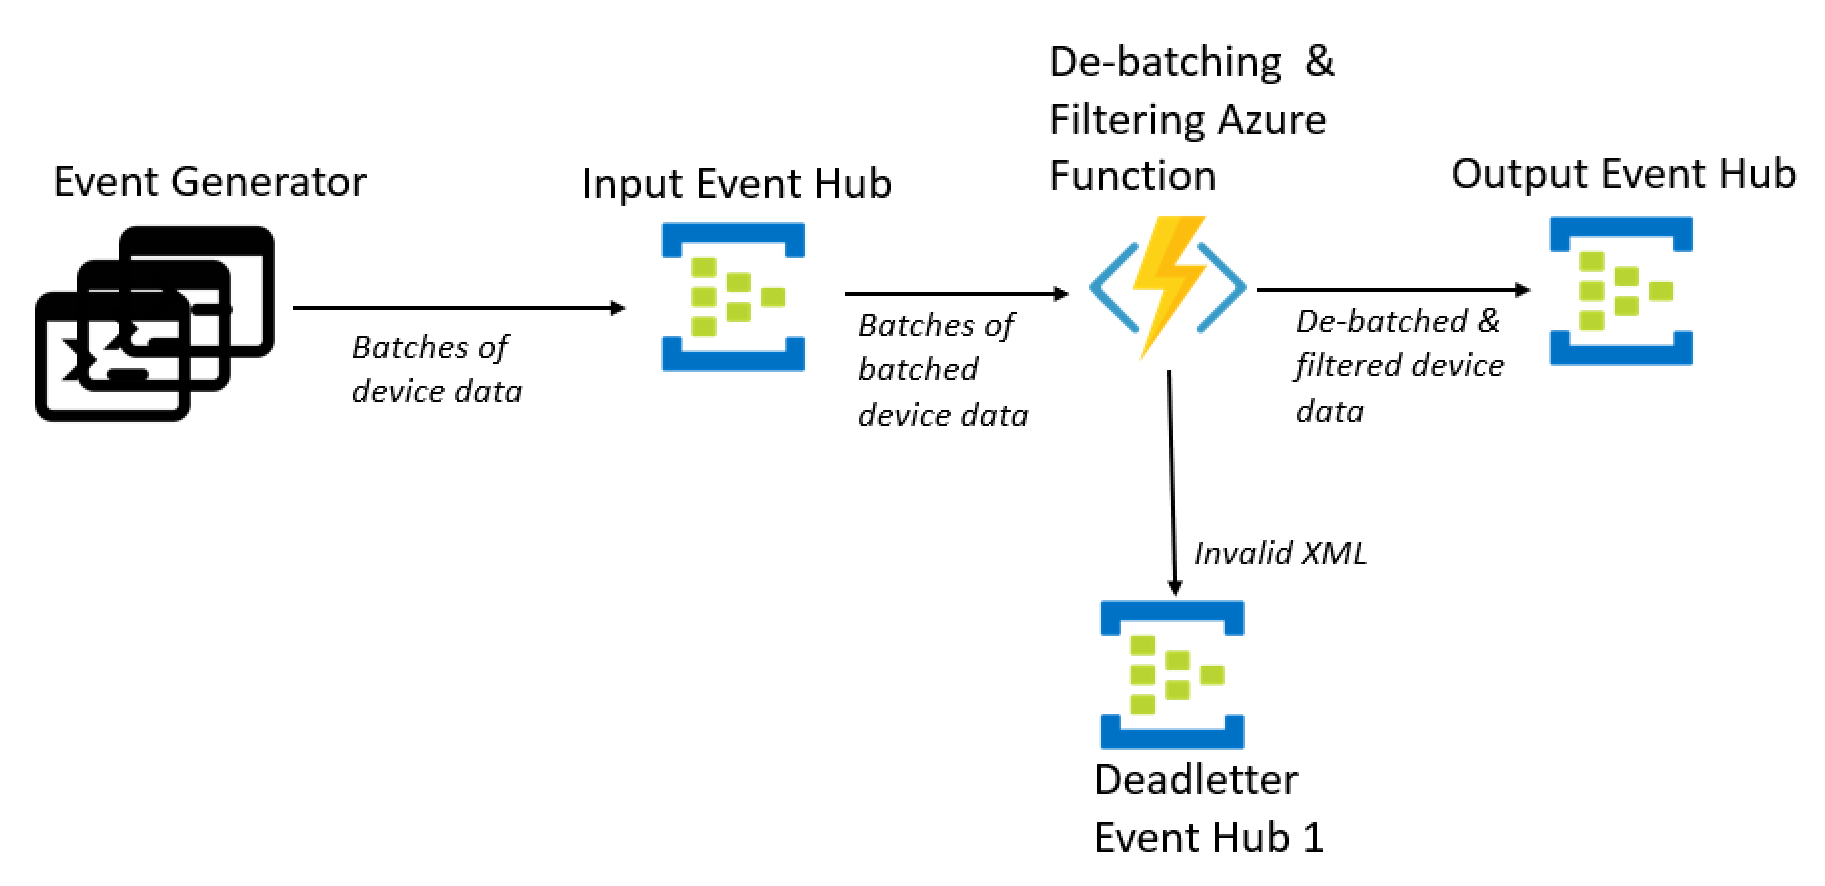 De-batching &
Filtering Azure
Function
Event Generator
Input Event Hub
Output Event Hub
Batches of
device data
Batches of
batched
device data
De-batched &
filtered device
data
Invalid XML
Deadletter
Event Hub 1